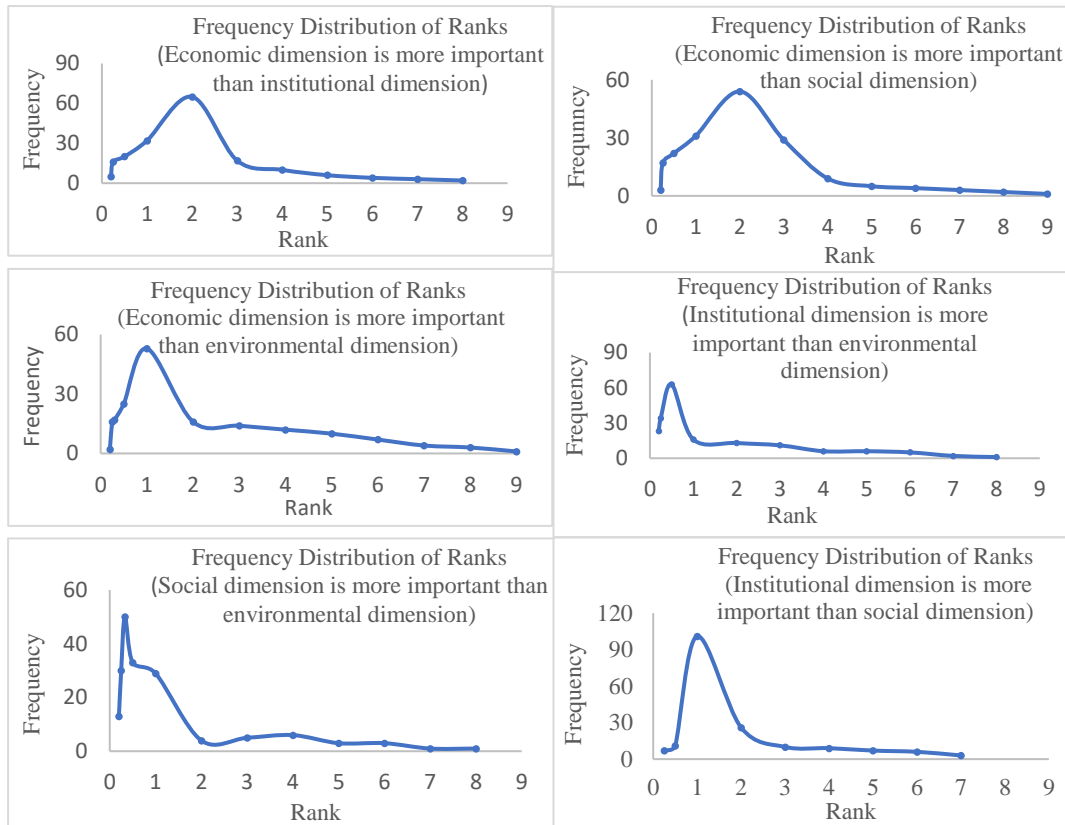 Frequency Distribution of Ranks
(Economic dimension is more important
than institutional dimension)
90
60
30
0
Frequency
0 1 2 3 4 5 6 7 8 9
Rank
Frequency Distribution of Ranks
(Economic dimension is more important
than social dimension)
60
30
0
Frequnncy
0 1 2 3 4 5 6 7 8 9
Rank
Frequency Distribution of Ranks
(Economic dimension is more important
than environmental dimension)
60
30
0
Frequency
0 1 2 3 4 5 6 7 8 9
Rank
Frequency Distribution of Ranks
(Institutional dimension is more
important than environmental
dimension)
90
60
30
0
Frequency
0 1 2 3 4 5 6 7 8 9
Rank
Frequency Distribution of Ranks
(Social dimension is more important than
environmental dimension)
60
40
20
0
Frequency
0 1 2 3 4 5 6 7 8 9
Rank
Frequency Distribution of Ranks
(Institutional dimension is more
important than social dimension)
120
90
60
30
0
Frequency
0 1 2 3 4 5 6 7 8 9
Rank